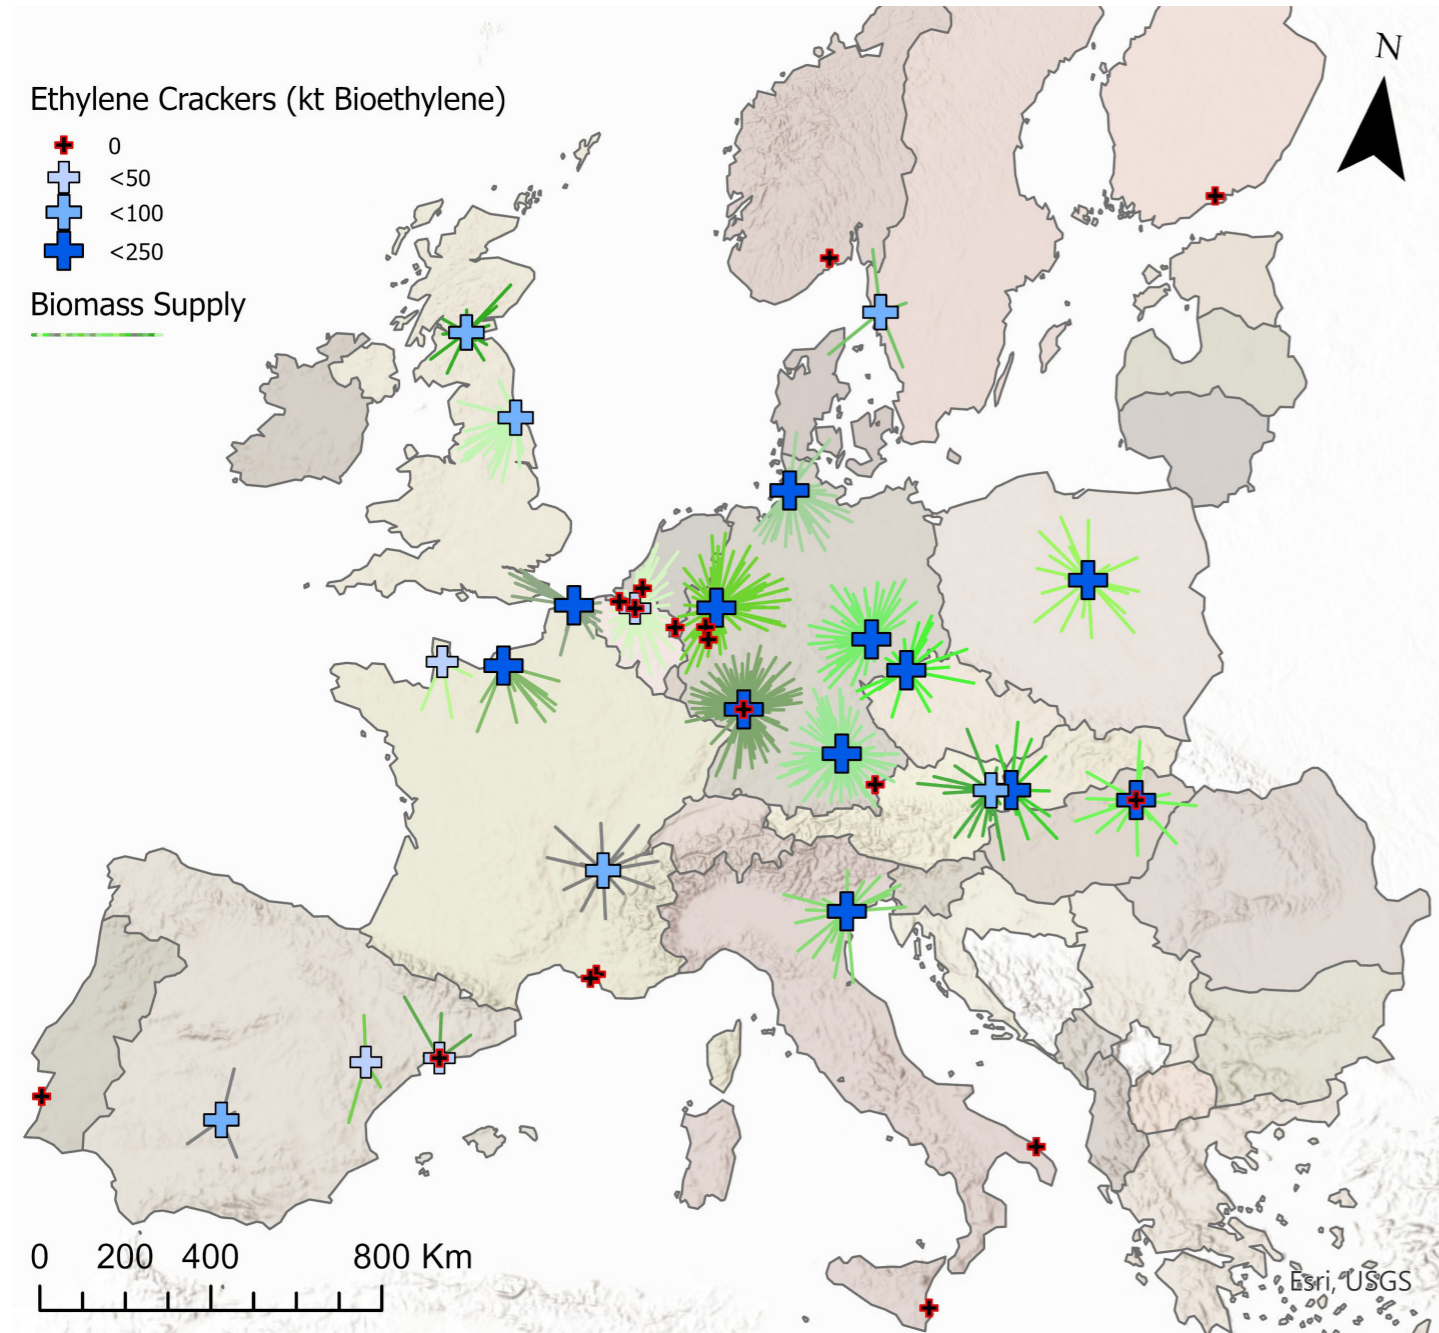 N
Ethylene Crackers (kt Bioethylene)
0
<50
<100
<250
Biomass Supply
0 200 400 800 Km
Esri, USGS